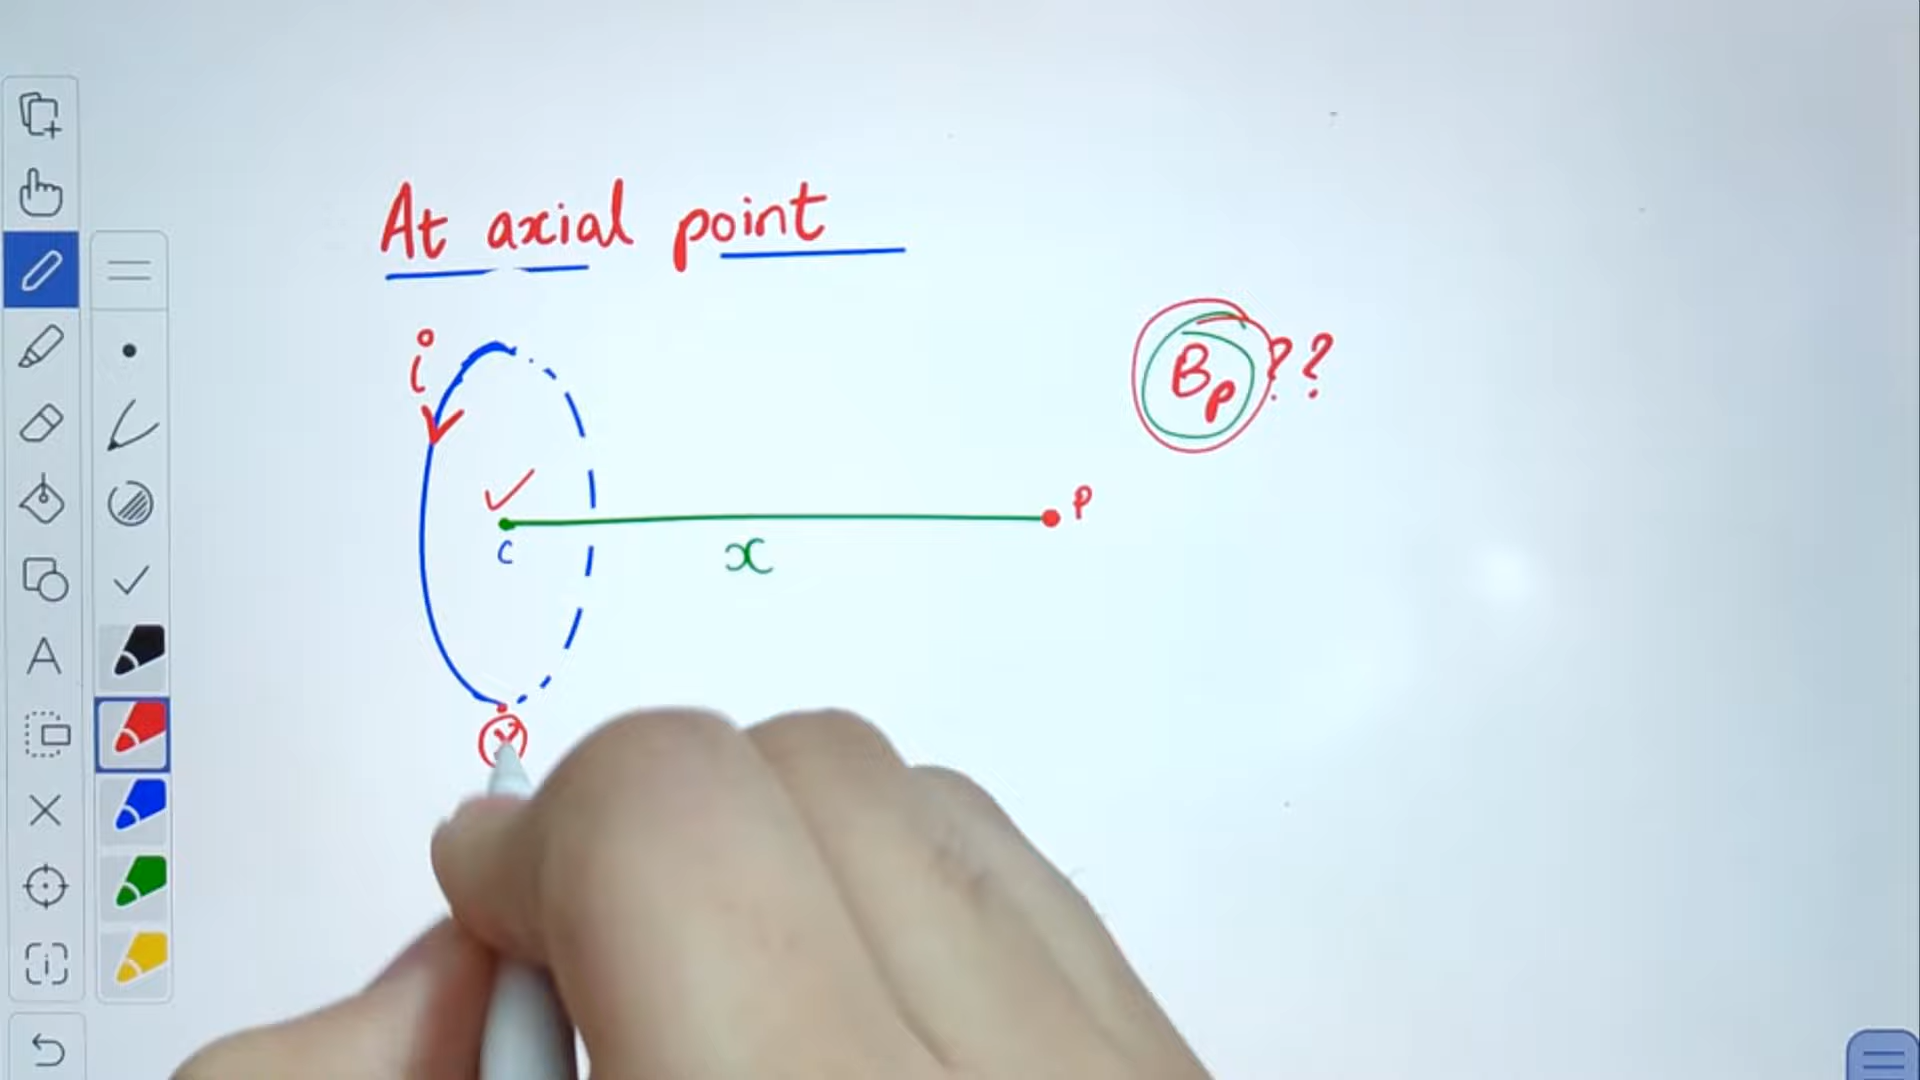 At axial point
i
Bp ??
P
C
x